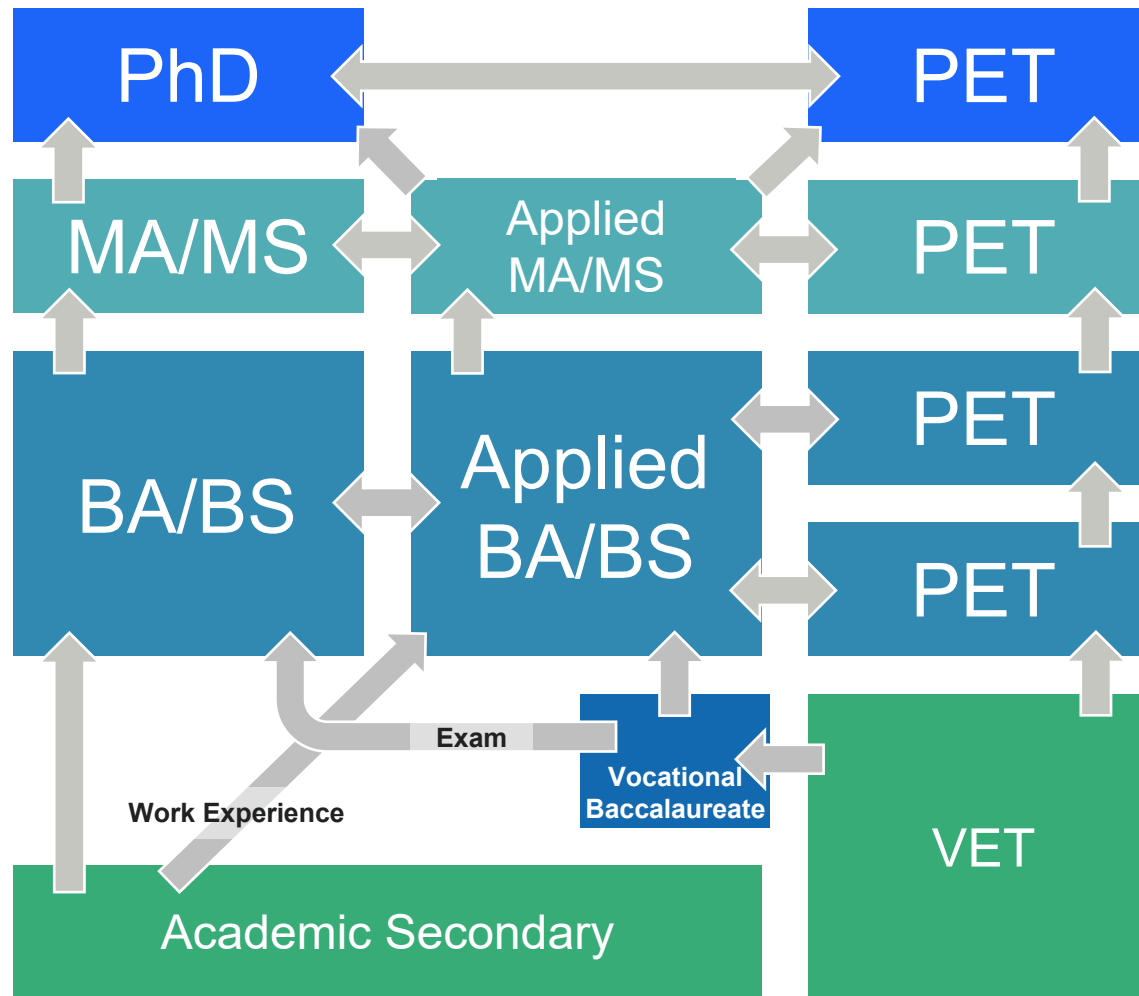 PhD
PET
MA/MS
Applied
MA/MS
PET
BA/BS
Applied
BA/BS
PET
PET
Exam
Vocational
Baccalaureate
Work Experience
VET
Academic Secondary